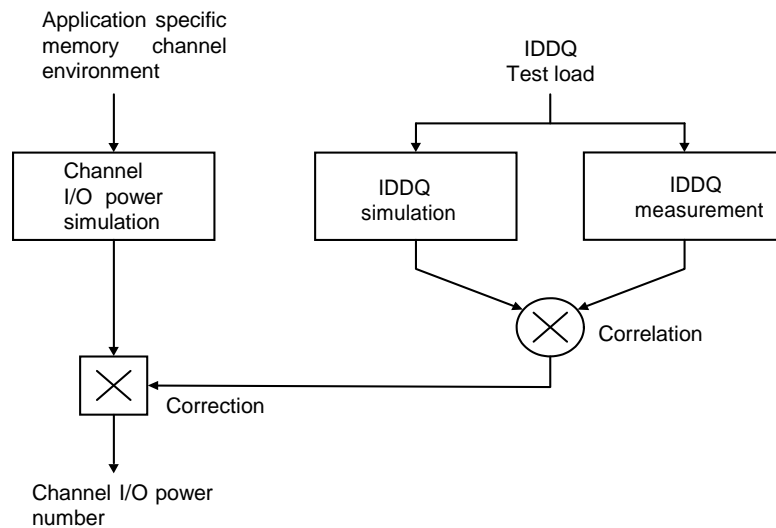 Application specific
memory channel
environment
IDDQ
Test load
Channel
I/O power
simulation
IDDQ
simulation
IDDQ
measurement
Correlation
Correction
Channel I/O power
number